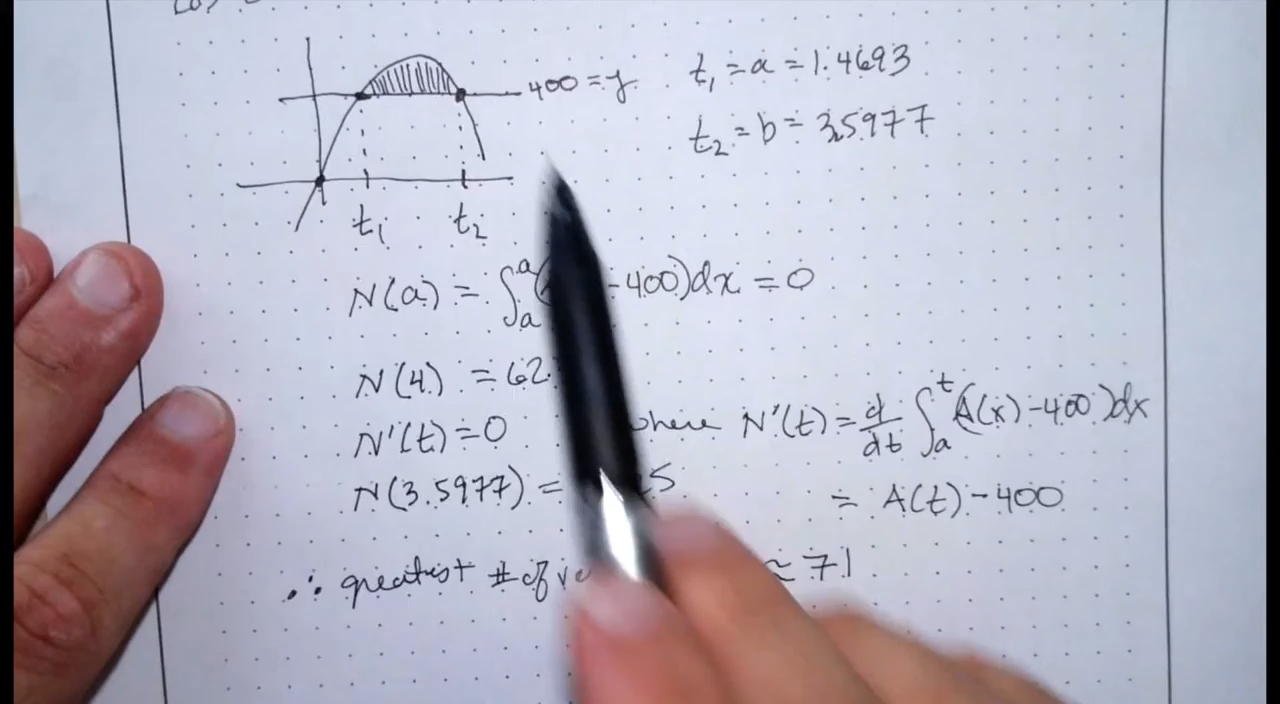 400 = y
t₁ = a = 1.4693
t₂ = b = 3.5977
t₁ t₂
N(a) = ∫ₐᵃ ( -400)dx = 0
N(4) = 62
N'(t) = 0 where N'(t) = d/dt ∫ₐᵗ (A(x) - 400)dx
N(3.5977) = 5
= A(t) - 400
∴ greatest # of ≈ 71